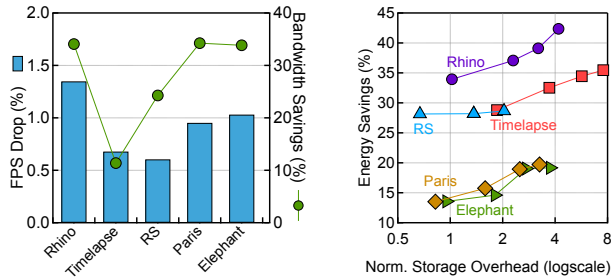 2.0
1.5
1.0
0.5
0.0
FPS Drop (%)
40
30
20
10
0
Bandwidth Savings (%)
Rhino
Timelapse
RS
Paris
Elephant
45
40
35
30
25
20
15
10
Energy Savings (%)
Rhino
RS
Timelapse
Paris
Elephant
0.5
1
2
4
8
Norm. Storage Overhead (logscale)